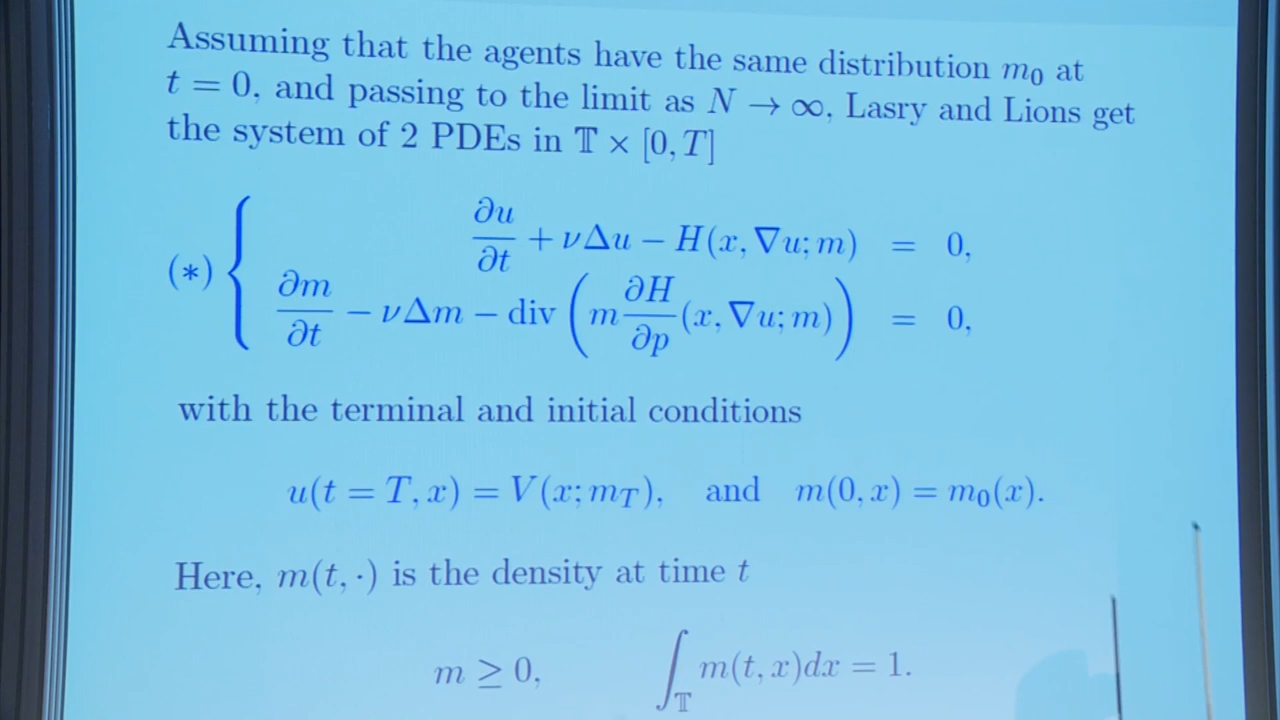 Assuming that the agents have the same distribution m₀ at
t = 0, and passing to the limit as N → ∞, Lasry and Lions get
the system of 2 PDEs in 𝕋 × [0, T]
(*) { ∂u/∂t + νΔu − H(x, ∇u; m) = 0,
∂m/∂t − νΔm − div (m ∂H/∂p (x, ∇u; m)) = 0,
with the terminal and initial conditions
u(t = T, x) = V(x; m_T), and m(0, x) = m₀(x).
Here, m(t, ·) is the density at time t
m ≥ 0, ∫_𝕋 m(t, x)dx = 1.